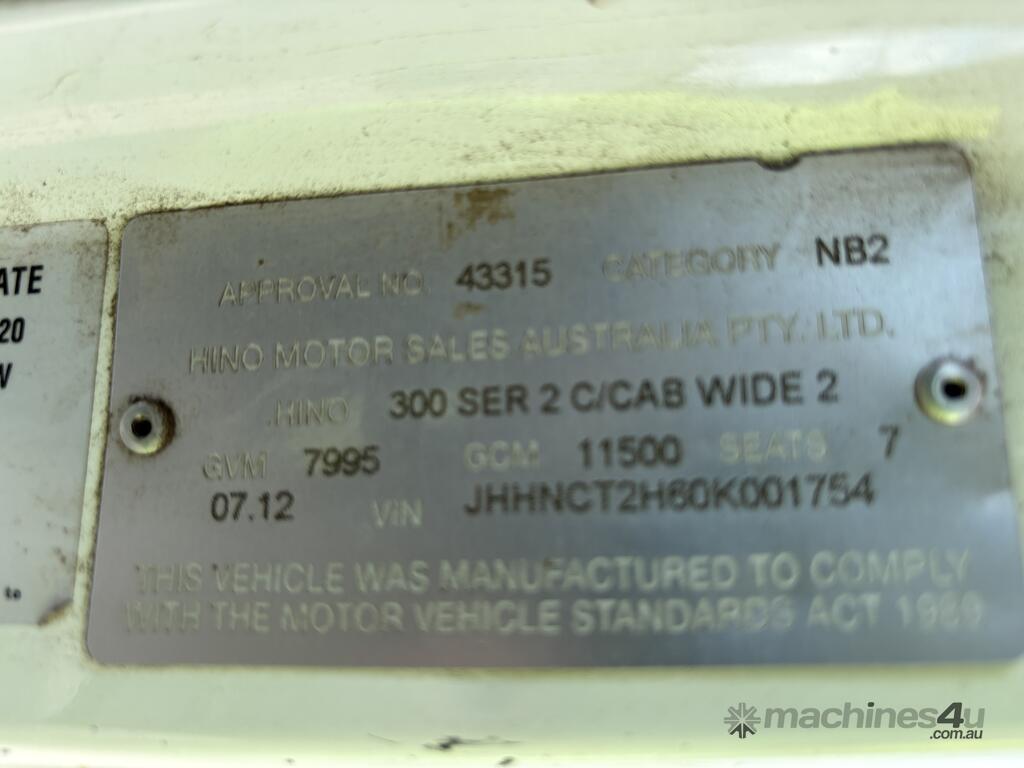 ATE
20
W
to
APPROVAL NO. 43315 CATEGORY NB2
HINO MOTOR SALES AUSTRALIA PTY. LTD.
HINO 300 SER 2 C/CAB WIDE 2
GVM 7995 GCM 11500 SEATS 7
07.12 VIN JHHNCT2H60K001754
THIS VEHICLE WAS MANUFACTURED TO COMPLY
WITH THE MOTOR VEHICLE STANDARDS ACT 1989
machines4u
.com.au